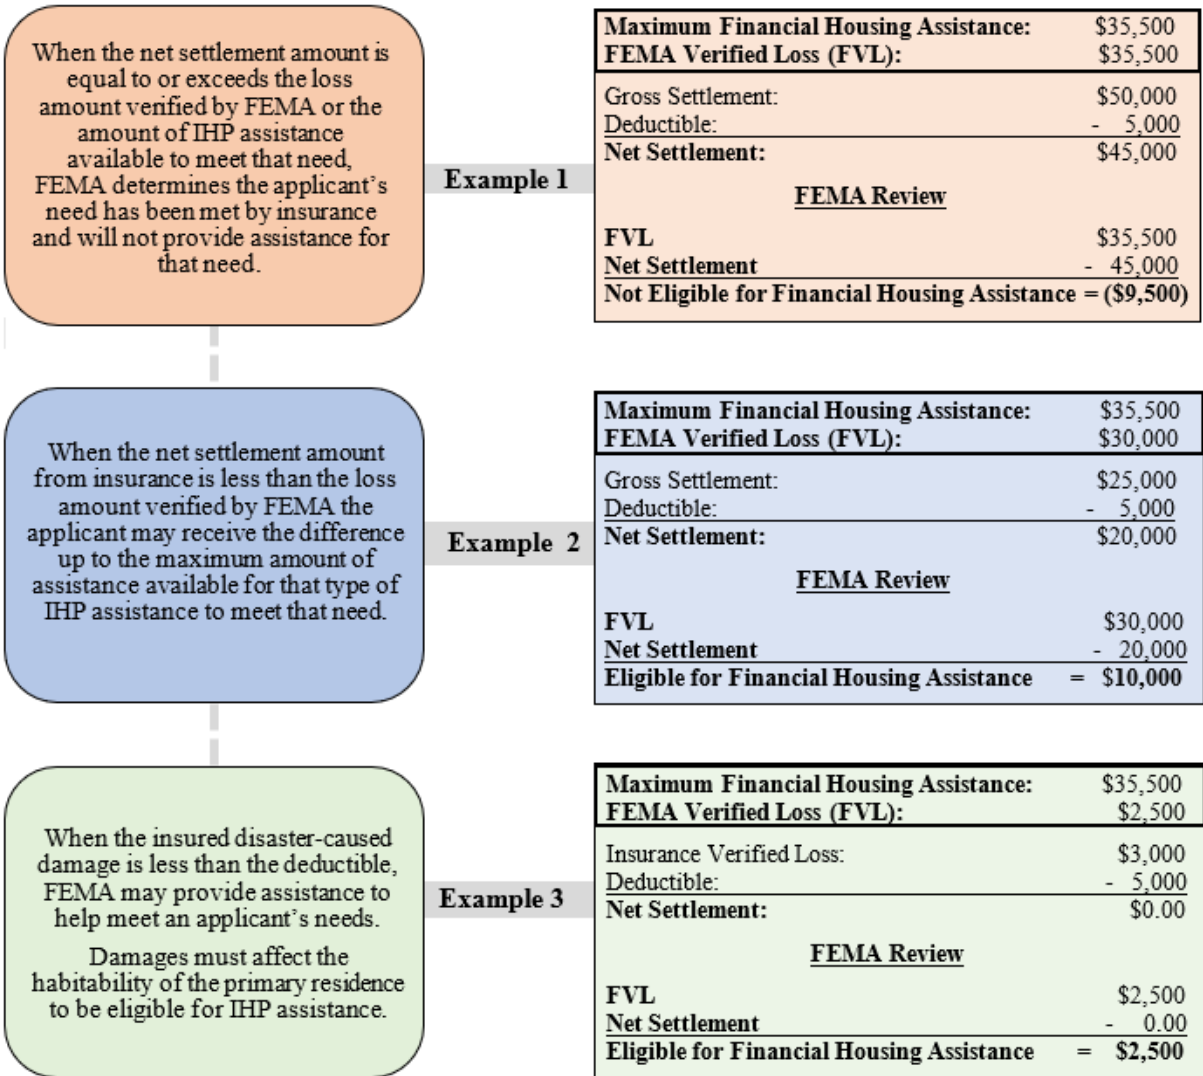 When the net settlement amount is
equal to or exceeds the loss
amount verified by FEMA or the
amount of IHP assistance
available to meet that need,
FEMA determines the applicant’s
need has been met by insurance
and will not provide assistance for
that need.
Example 1
Maximum Financial Housing Assistance: $35,500
FEMA Verified Loss (FVL): $35,500
Gross Settlement: $50,000
Deductible: - 5,000
Net Settlement: $45,000
FEMA Review
FVL $35,500
Net Settlement - 45,000
Not Eligible for Financial Housing Assistance = ($9,500)
When the net settlement amount
from insurance is less than the loss
amount verified by FEMA the
applicant may receive the difference
up to the maximum amount of
assistance available for that type of
IHP assistance to meet that need.
Example 2
Maximum Financial Housing Assistance: $35,500
FEMA Verified Loss (FVL): $30,000
Gross Settlement: $25,000
Deductible: - 5,000
Net Settlement: $20,000
FEMA Review
FVL $30,000
Net Settlement - 20,000
Eligible for Financial Housing Assistance = $10,000
When the insured disaster-caused
damage is less than the deductible,
FEMA may provide assistance to
help meet an applicant’s needs.
Damages must affect the
habitability of the primary residence
to be eligible for IHP assistance.
Example 3
Maximum Financial Housing Assistance: $35,500
FEMA Verified Loss (FVL): $2,500
Insurance Verified Loss: $3,000
Deductible: - 5,000
Net Settlement: $0.00
FEMA Review
FVL $2,500
Net Settlement - 0.00
Eligible for Financial Housing Assistance = $2,500